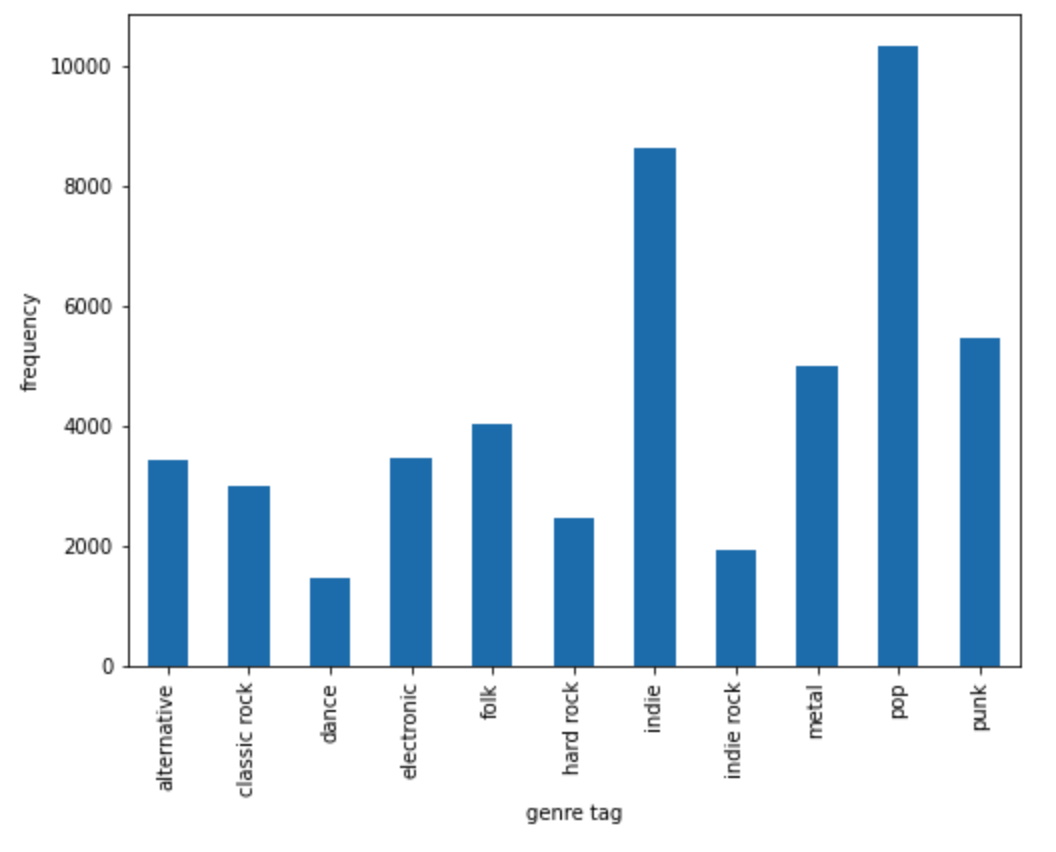 10000
8000
6000
4000
2000
0
frequency
alternative
classic rock
dance
electronic
folk
hard rock
indie
indie rock
metal
pop
punk
genre tag